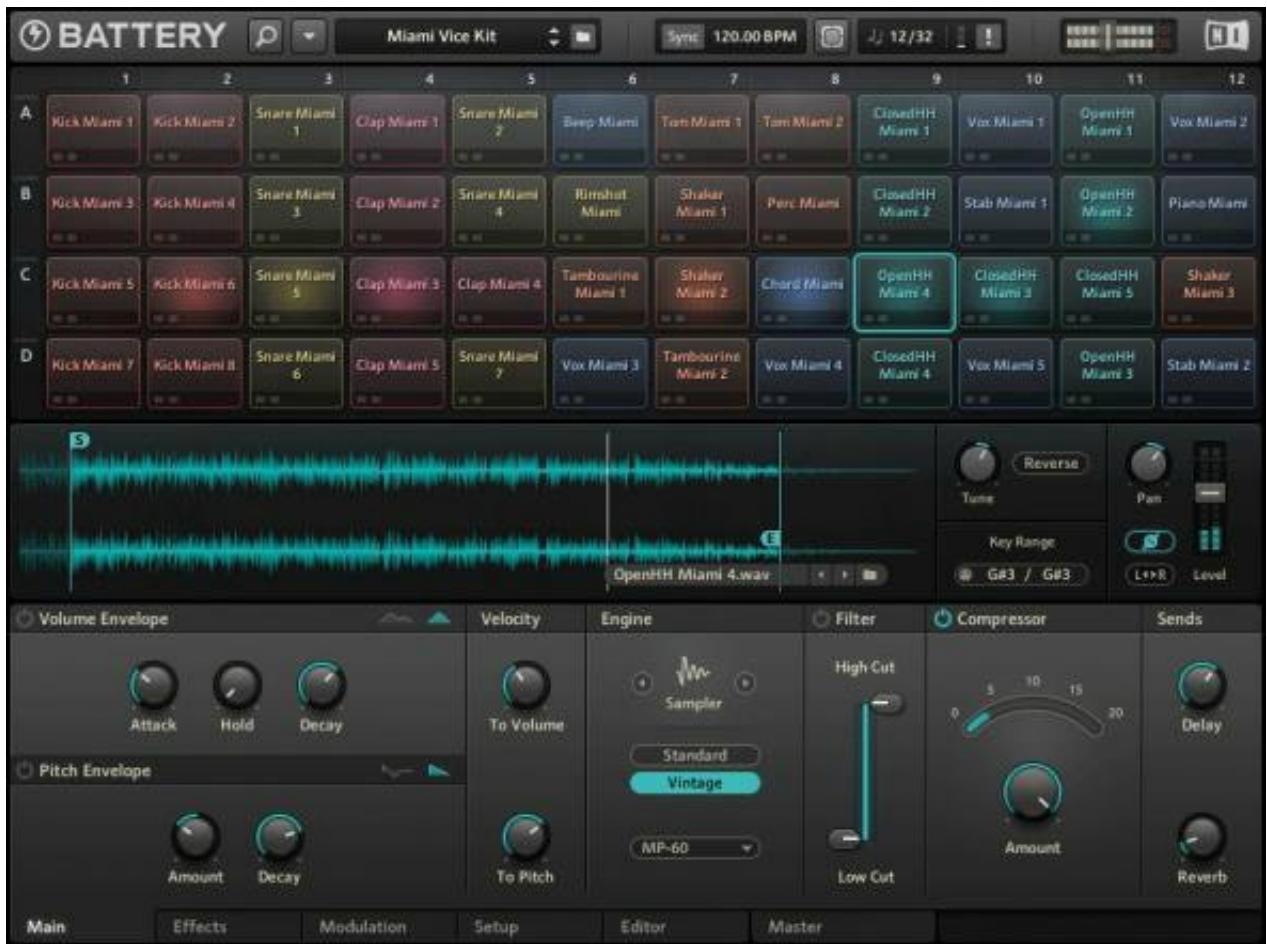 BATTERY Miami Vice Kit Sync 120.00 BPM 12/32 !
1 2 3 4 5 6 7 8 9 10 11 12
A
Kick Miami 1
Kick Miami 2
Snare Miami
1
Clap Miami 1
Snare Miami
2
Beep Miami
Tom Miami 1
Tom Miami 2
ClosedHH
Miami 1
Vox Miami 1
OpenHH
Miami 1
Vox Miami 2
B
Kick Miami 3
Kick Miami 4
Snare Miami
3
Clap Miami 2
Snare Miami
4
Rimshot
Miami
Shaker
Miami 1
Perc Miami
ClosedHH
Miami 2
Stab Miami 1
OpenHH
Miami 2
Piano Miami
C
Kick Miami 5
Kick Miami 6
Snare Miami
5
Clap Miami 3
Clap Miami 4
Tambourine
Miami 1
Shaker
Miami 2
Chord Miami
OpenHH
Miami 4
ClosedHH
Miami 3
ClosedHH
Miami 5
Shaker
Miami 3
D
Kick Miami 7
Kick Miami 8
Snare Miami
6
Clap Miami 5
Snare Miami
7
Vox Miami 3
Tambourine
Miami 2
Vox Miami 4
ClosedHH
Miami 4
Vox Miami 5
OpenHH
Miami 3
Stab Miami 2
S
E
OpenHH Miami 4.wav
Reverse
Tune
Pan
Key Range
G#3 / G#3
L R
Level
Volume Envelope
Attack Hold Decay
Pitch Envelope
Amount Decay
Velocity
To Volume
To Pitch
Engine
Sampler
Standard
Vintage
MP-60
Filter
High Cut
Low Cut
Compressor
0 5 10 15 20
Amount
Sends
Delay
Reverb
Main Effects Modulation Setup Editor Master